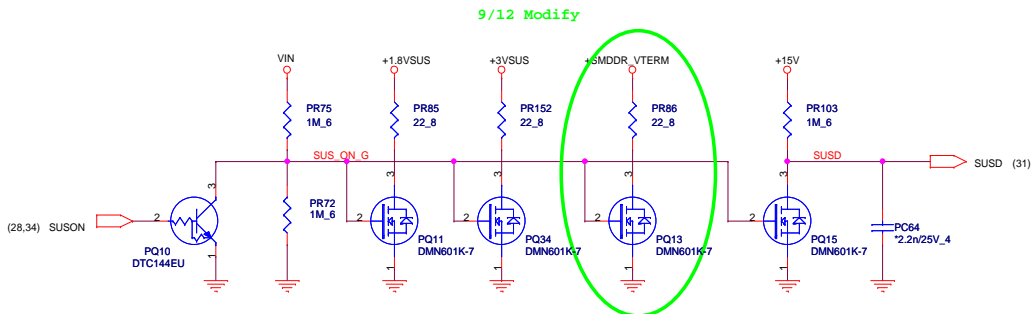 9/12 Modify
VIN
+1.8VSUS
+3VSUS
+SMDDR_VTERM
+15V
PR75
1M_6
PR85
22_8
PR152
22_8
PR86
22_8
PR103
1M_6
SUS_ON_G
SUSD
SUSD (31)
3
3
3
3
3
PR72
1M_6
(28,34) SUSON
2
2
2
2
2
PQ10
DTC144EU
PQ11
DMN601K-7
PQ34
DMN601K-7
PQ13
DMN601K-7
PQ15
DMN601K-7
PC64
*2.2n/25V_4
1
1
1
1
1